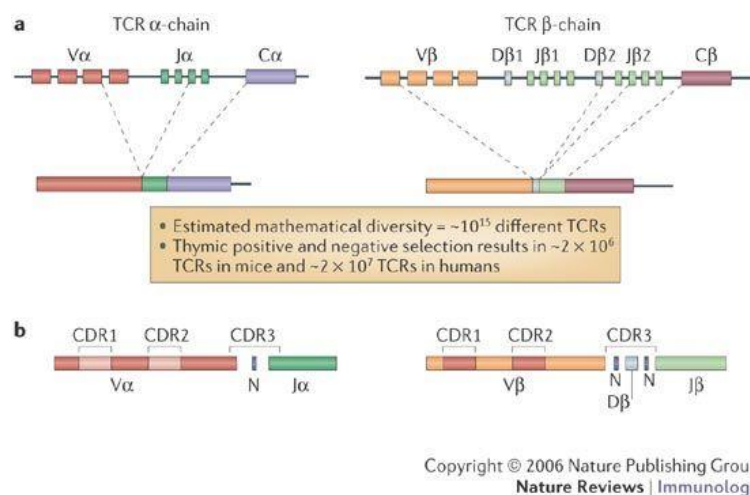 a
TCR α-chain
TCR β-chain
Vα Jα Cα
Vβ Dβ1 Jβ1 Dβ2 Jβ2 Cβ
• Estimated mathematical diversity = ~10¹⁵ different TCRs
• Thymic positive and negative selection results in ~2 × 10⁶
TCRs in mice and ~2 × 10⁷ TCRs in humans
b
CDR1 CDR2 CDR3
Vα N Jα
CDR1 CDR2 CDR3
Vβ N Dβ N Jβ
Copyright © 2006 Nature Publishing Grou
Nature Reviews | Immunolog